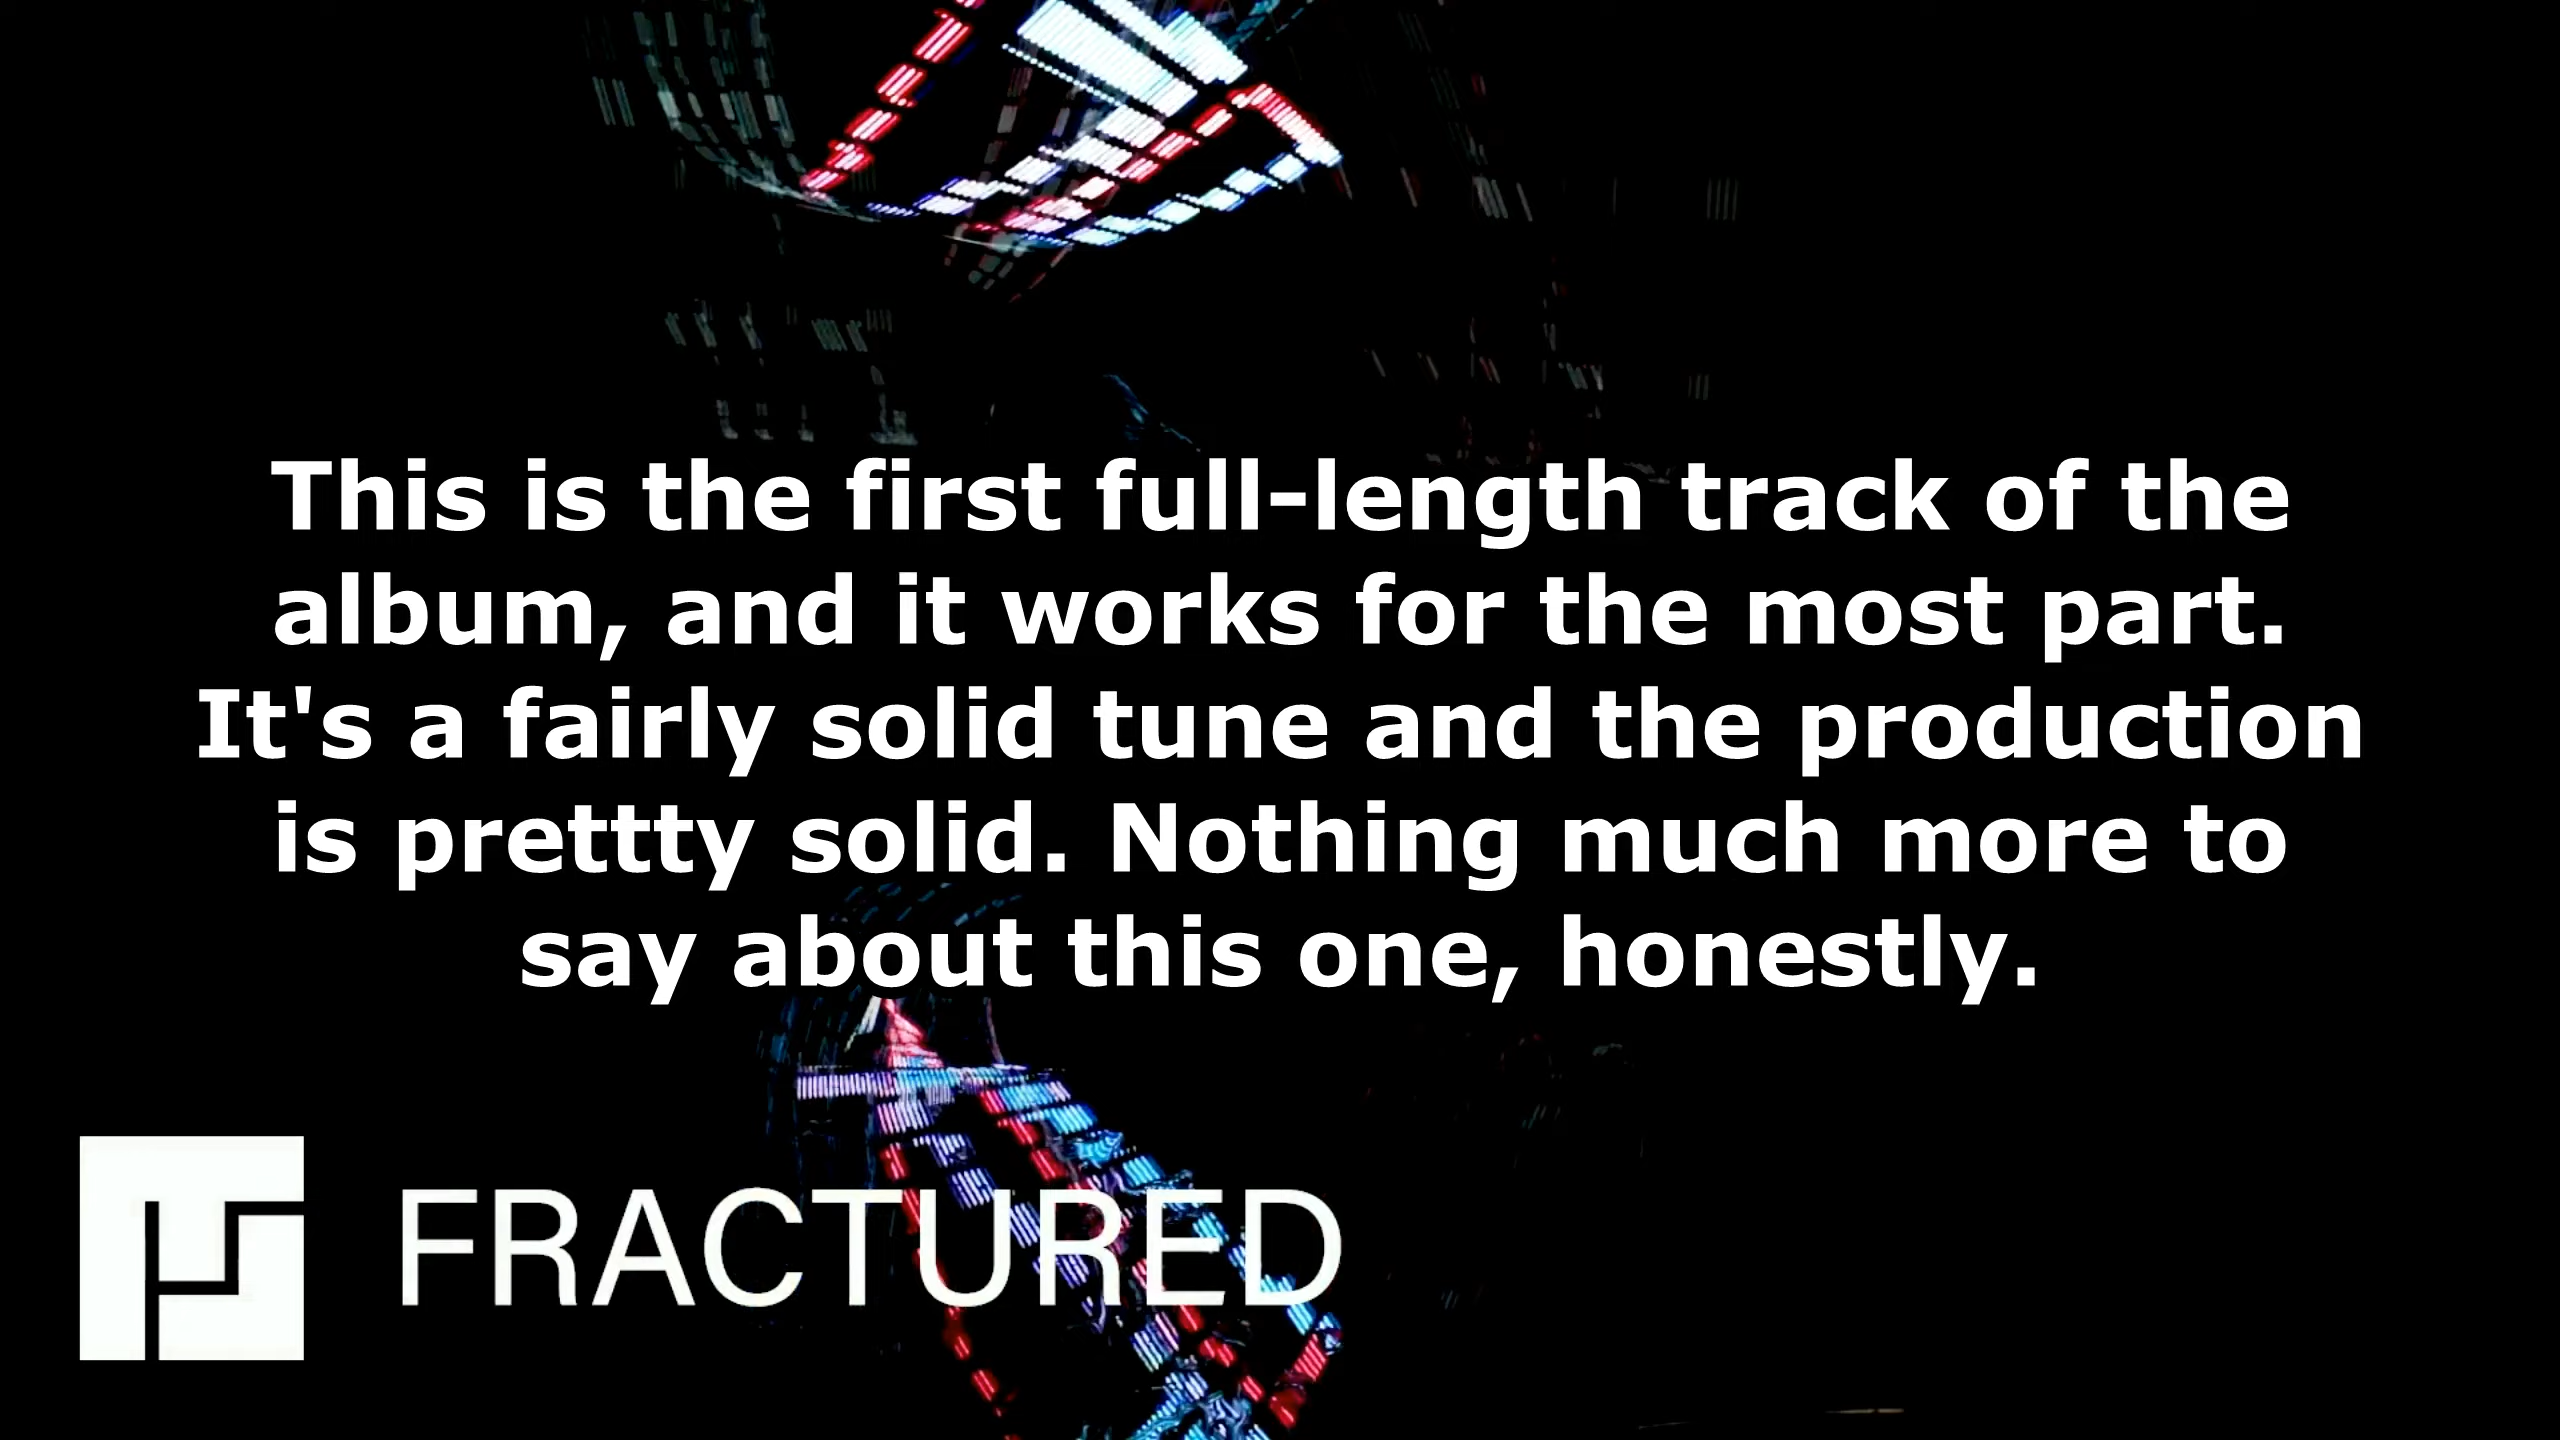 This is the first full-length track of the
album, and it works for the most part.
It's a fairly solid tune and the production
is prettty solid. Nothing much more to
say about this one, honestly.
FRACTURED